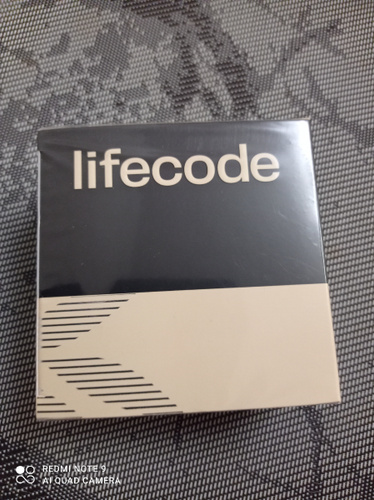 lifecode
REDMI NOTE 9
AI QUAD CAMERA